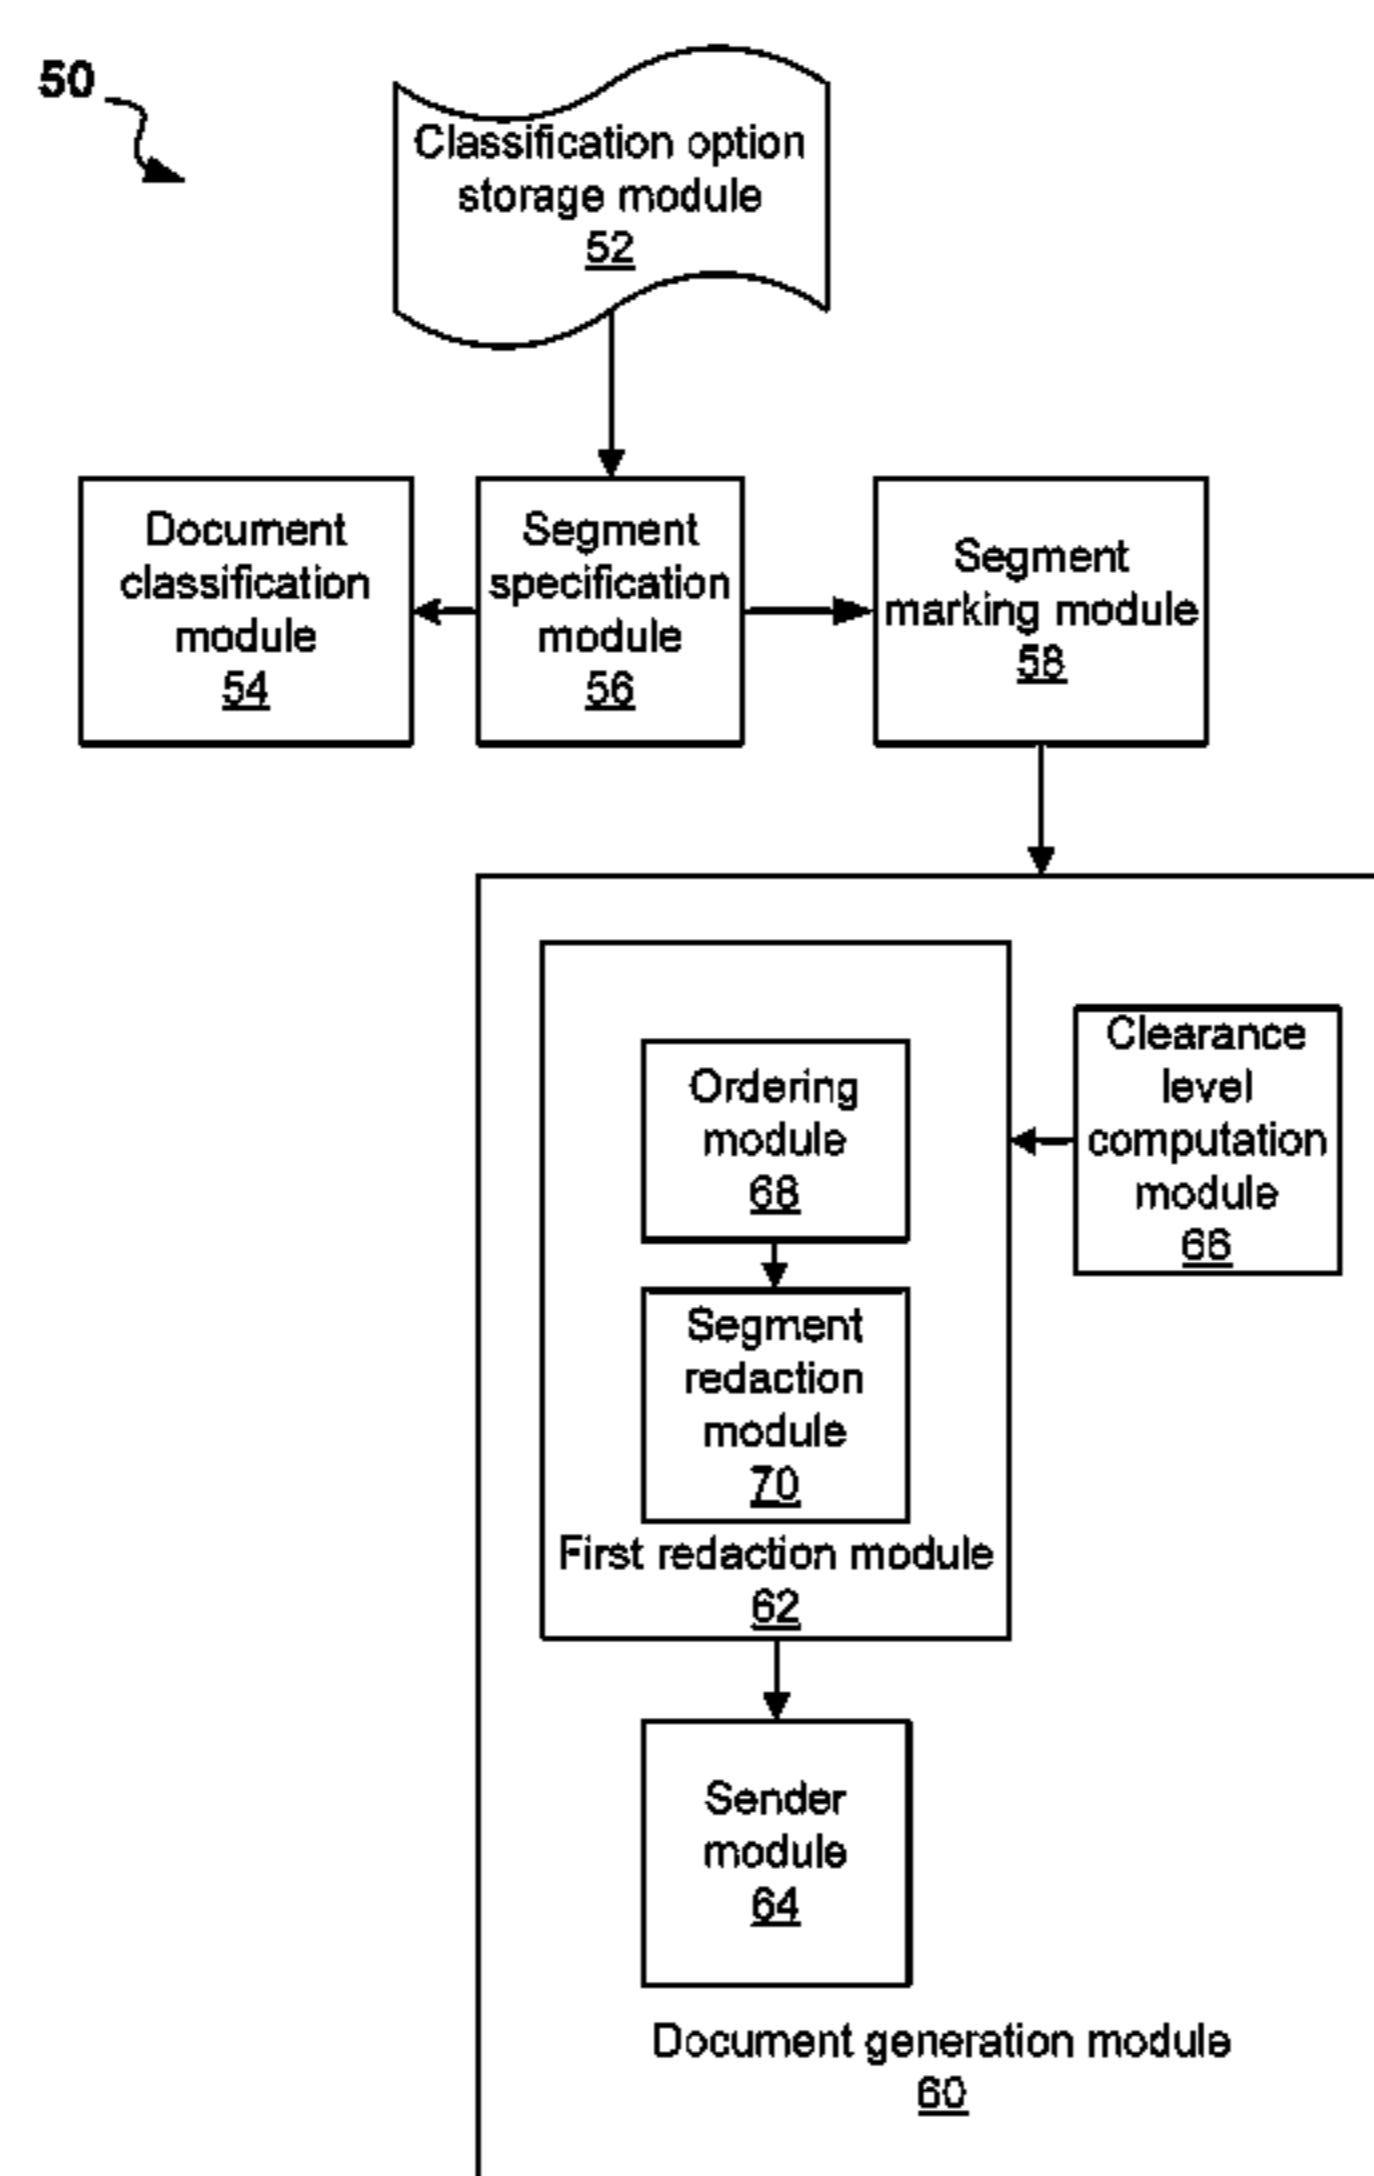 50
Classification option
storage module
52
Document
classification
module
54
Segment
specification
module
56
Segment
marking module
58
Ordering
module
68
Segment
redaction
module
70
First redaction module
62
Clearance
level
computation
module
66
Sender
module
64
Document generation module
60